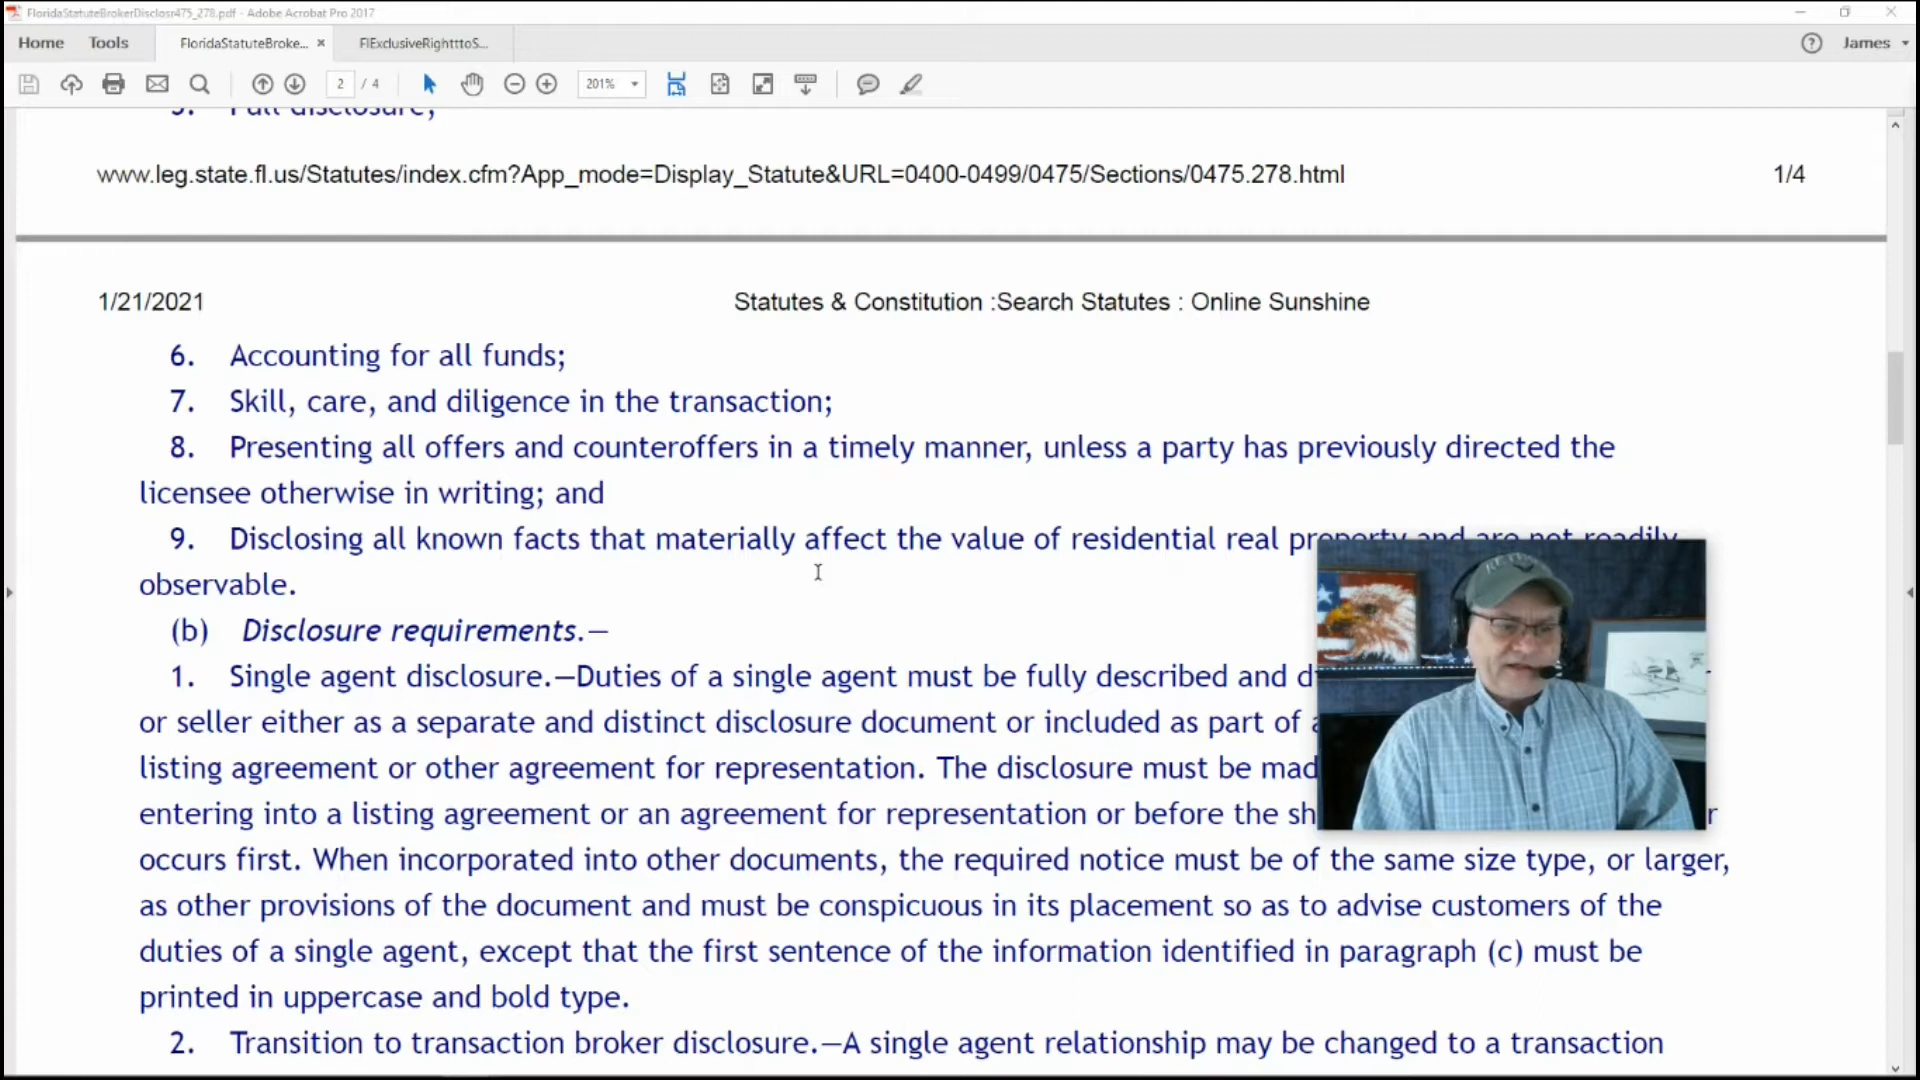 FloridaStatuteBrokerDisclosr475_278.pdf - Adobe Acrobat Pro 2017
Home Tools FloridaStatuteBroke... × FlExclusiveRightttoS... James
2 / 4 201%
www.leg.state.fl.us/Statutes/index.cfm?App_mode=Display_Statute&URL=0400-0499/0475/Sections/0475.278.html 1/4
1/21/2021 Statutes & Constitution :Search Statutes : Online Sunshine
6. Accounting for all funds;
7. Skill, care, and diligence in the transaction;
8. Presenting all offers and counteroffers in a timely manner, unless a party has previously directed the
licensee otherwise in writing; and
9. Disclosing all known facts that materially affect the value of residential real property and are not readily
observable.
(b) Disclosure requirements.—
1. Single agent disclosure.—Duties of a single agent must be fully described and
or seller either as a separate and distinct disclosure document or included as part of
listing agreement or other agreement for representation. The disclosure must be
entering into a listing agreement or an agreement for representation or before the
occurs first. When incorporated into other documents, the required notice must be of the same size type, or larger,
as other provisions of the document and must be conspicuous in its placement so as to advise customers of the
duties of a single agent, except that the first sentence of the information identified in paragraph (c) must be
printed in uppercase and bold type.
2. Transition to transaction broker disclosure.—A single agent relationship may be changed to a transaction